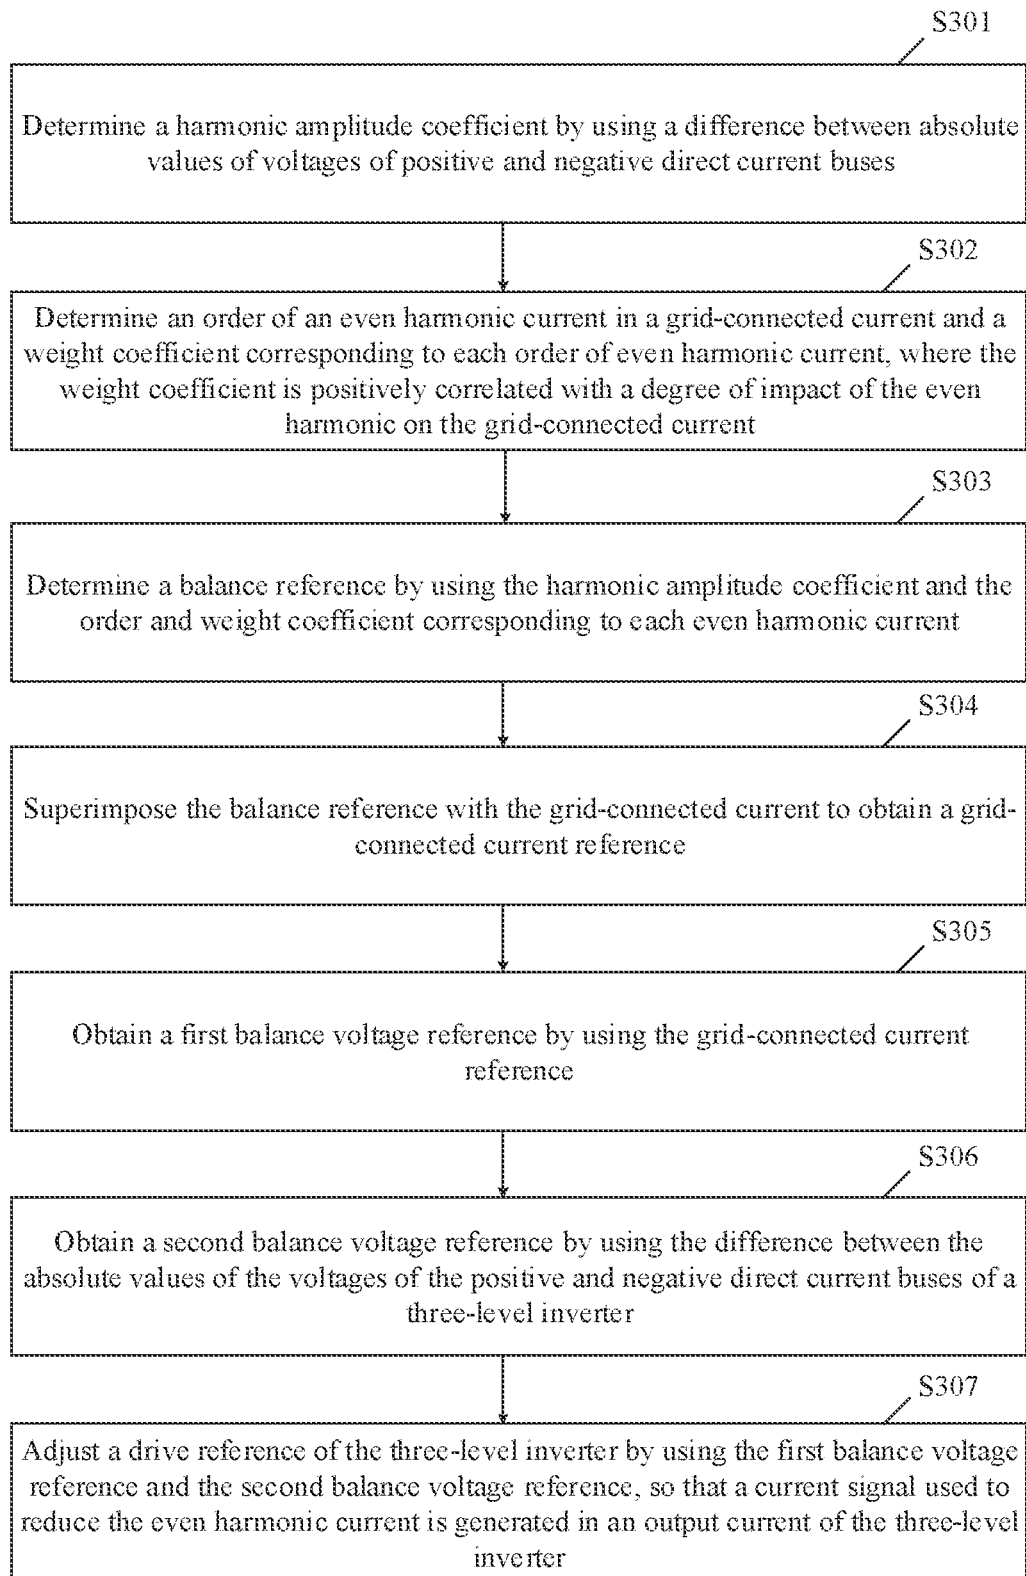 S301
Determine a harmonic amplitude coefficient by using a difference between absolute
values of voltages of positive and negative direct current buses
S302
Determine an order of an even harmonic current in a grid-connected current and a
weight coefficient corresponding to each order of even harmonic current, where the
weight coefficient is positively correlated with a degree of impact of the even
harmonic on the grid-connected current
S303
Determine a balance reference by using the harmonic amplitude coefficient and the
order and weight coefficient corresponding to each even harmonic current
S304
Superimpose the balance reference with the grid-connected current to obtain a grid-
connected current reference
S305
Obtain a first balance voltage reference by using the grid-connected current
reference
S306
Obtain a second balance voltage reference by using the difference between the
absolute values of the voltages of the positive and negative direct current buses of a
three-level inverter
S307
Adjust a drive reference of the three-level inverter by using the first balance voltage
reference and the second balance voltage reference, so that a current signal used to
reduce the even harmonic current is generated in an output current of the three-level
inverter